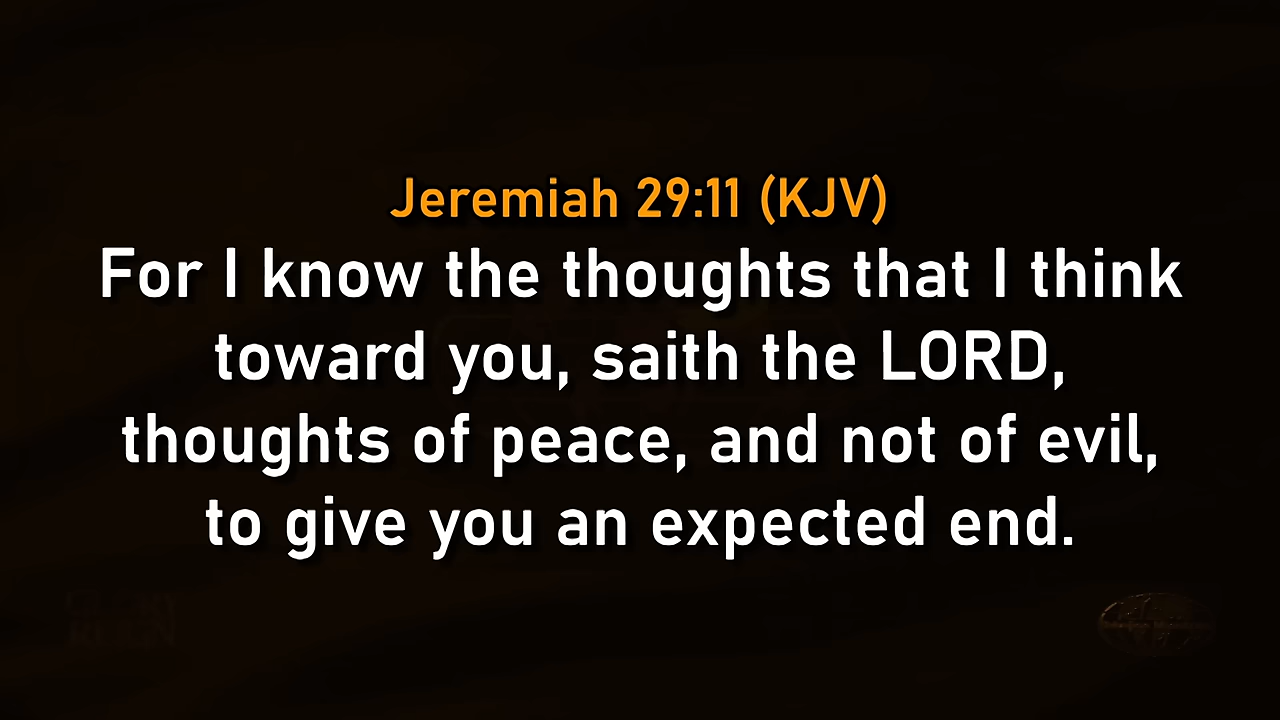 Jeremiah 29:11 (KJV)
For I know the thoughts that I think
toward you, saith the LORD,
thoughts of peace, and not of evil,
to give you an expected end.